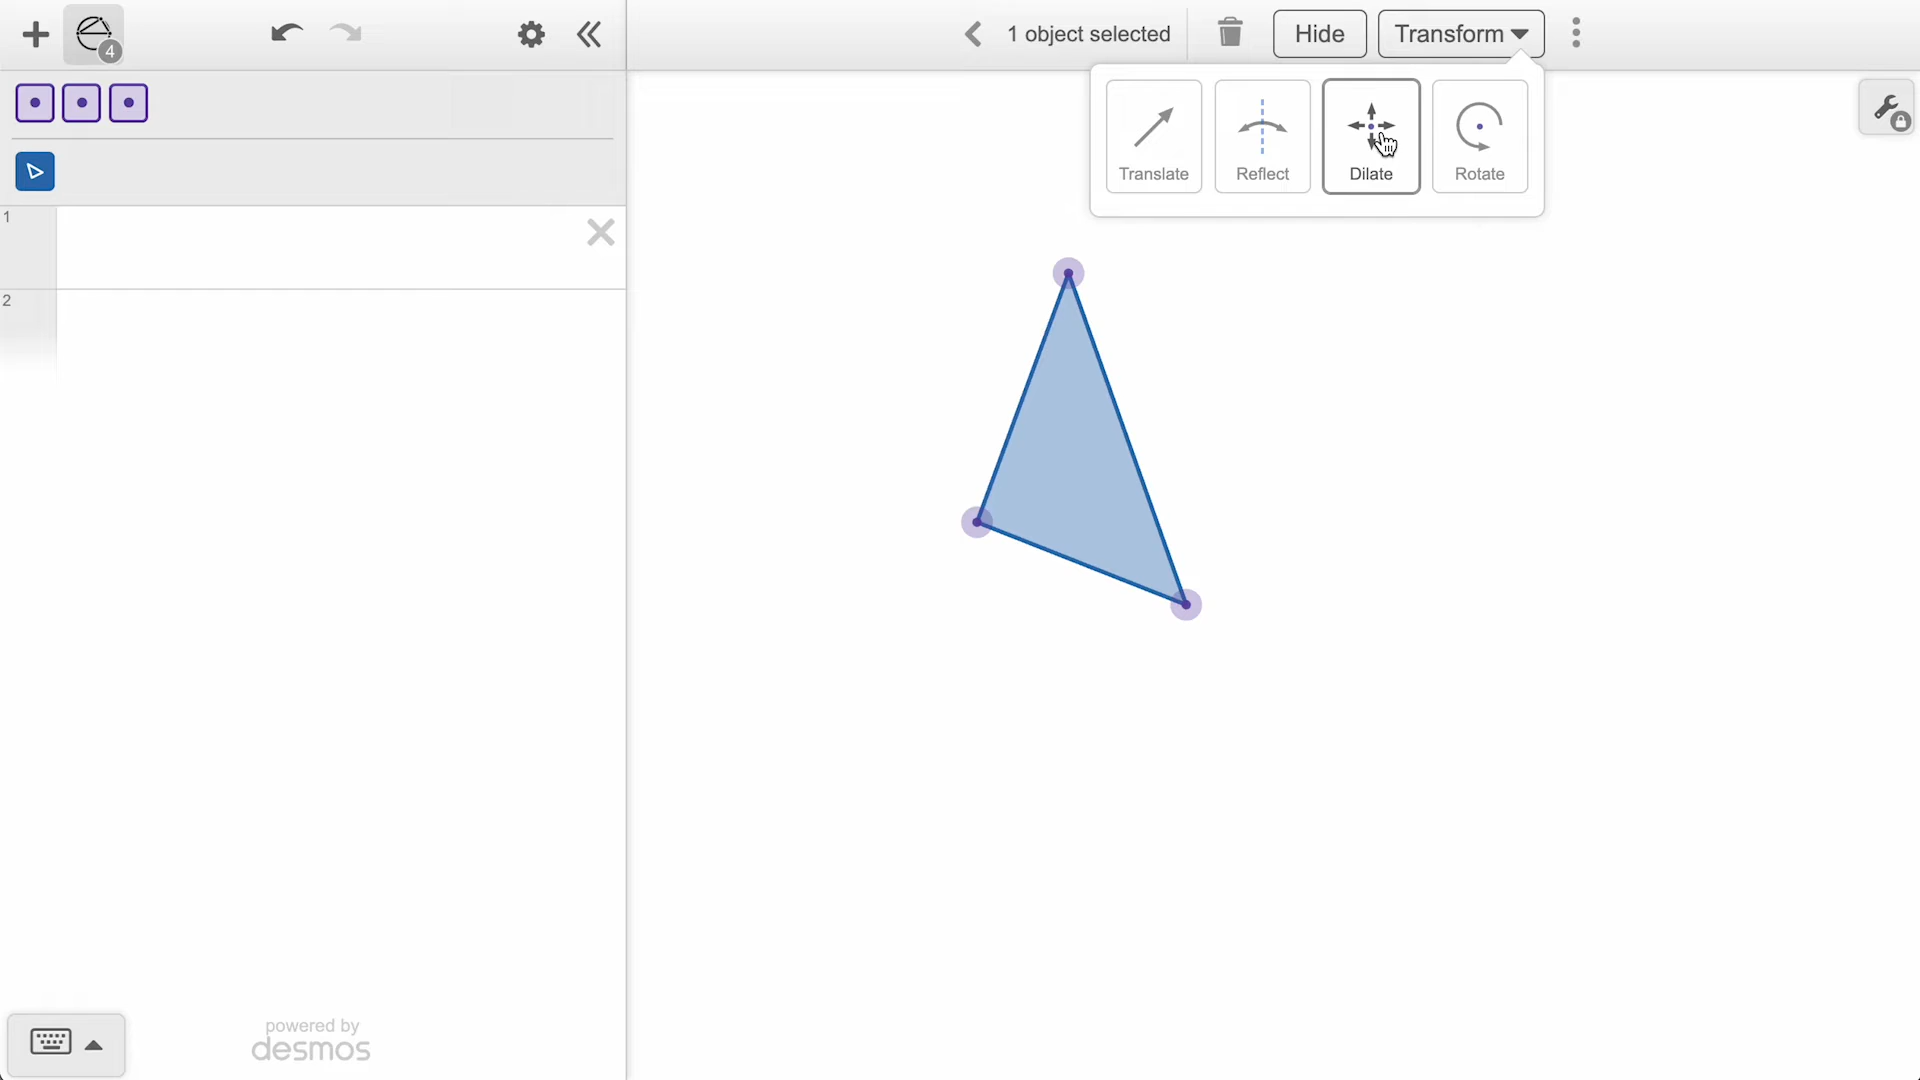 4
1 object selected
Hide
Transform
Translate
Reflect
Dilate
Rotate
1
2
powered by
desmos